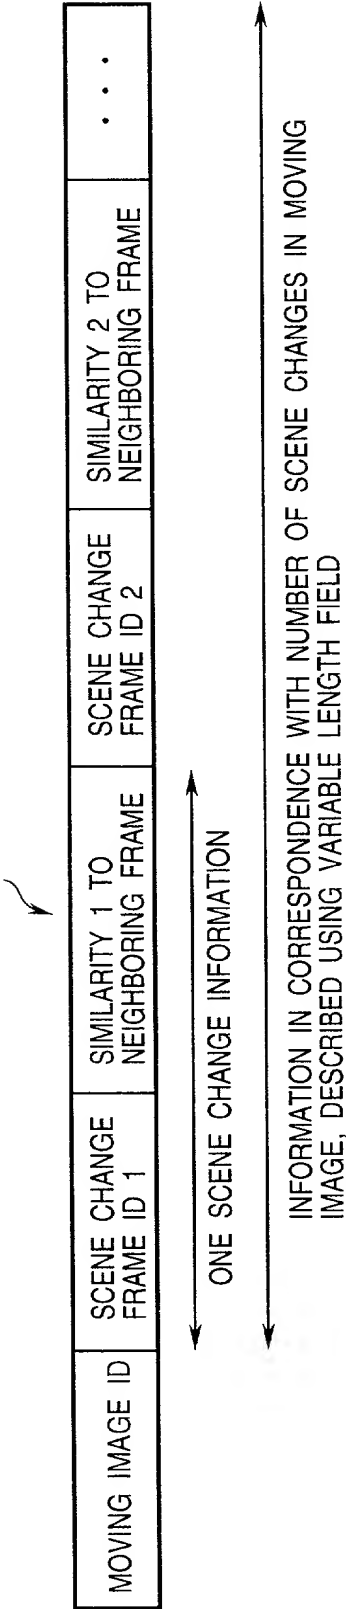 MOVING IMAGE ID
SCENE CHANGE
FRAME ID 1
SIMILARITY 1 TO
NEIGHBORING FRAME
SCENE CHANGE
FRAME ID 2
SIMILARITY 2 TO
NEIGHBORING FRAME
...
ONE SCENE CHANGE INFORMATION
INFORMATION IN CORRESPONDENCE WITH NUMBER OF SCENE CHANGES IN MOVING
IMAGE, DESCRIBED USING VARIABLE LENGTH FIELD